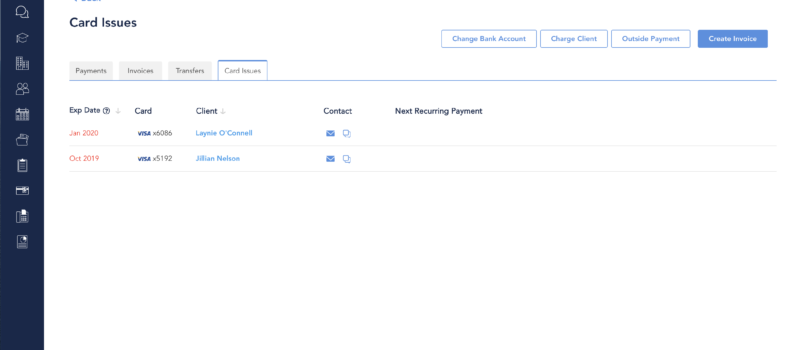 Card Issues
Change Bank Account Charge Client Outside Payment Create Invoice
Payments Invoices Transfers Card Issues
Exp Date ? ↓ Card Client ↓ Contact Next Recurring Payment
Jan 2020 VISA x6086 Laynie O'Connell
Oct 2019 VISA x5192 Jillian Nelson